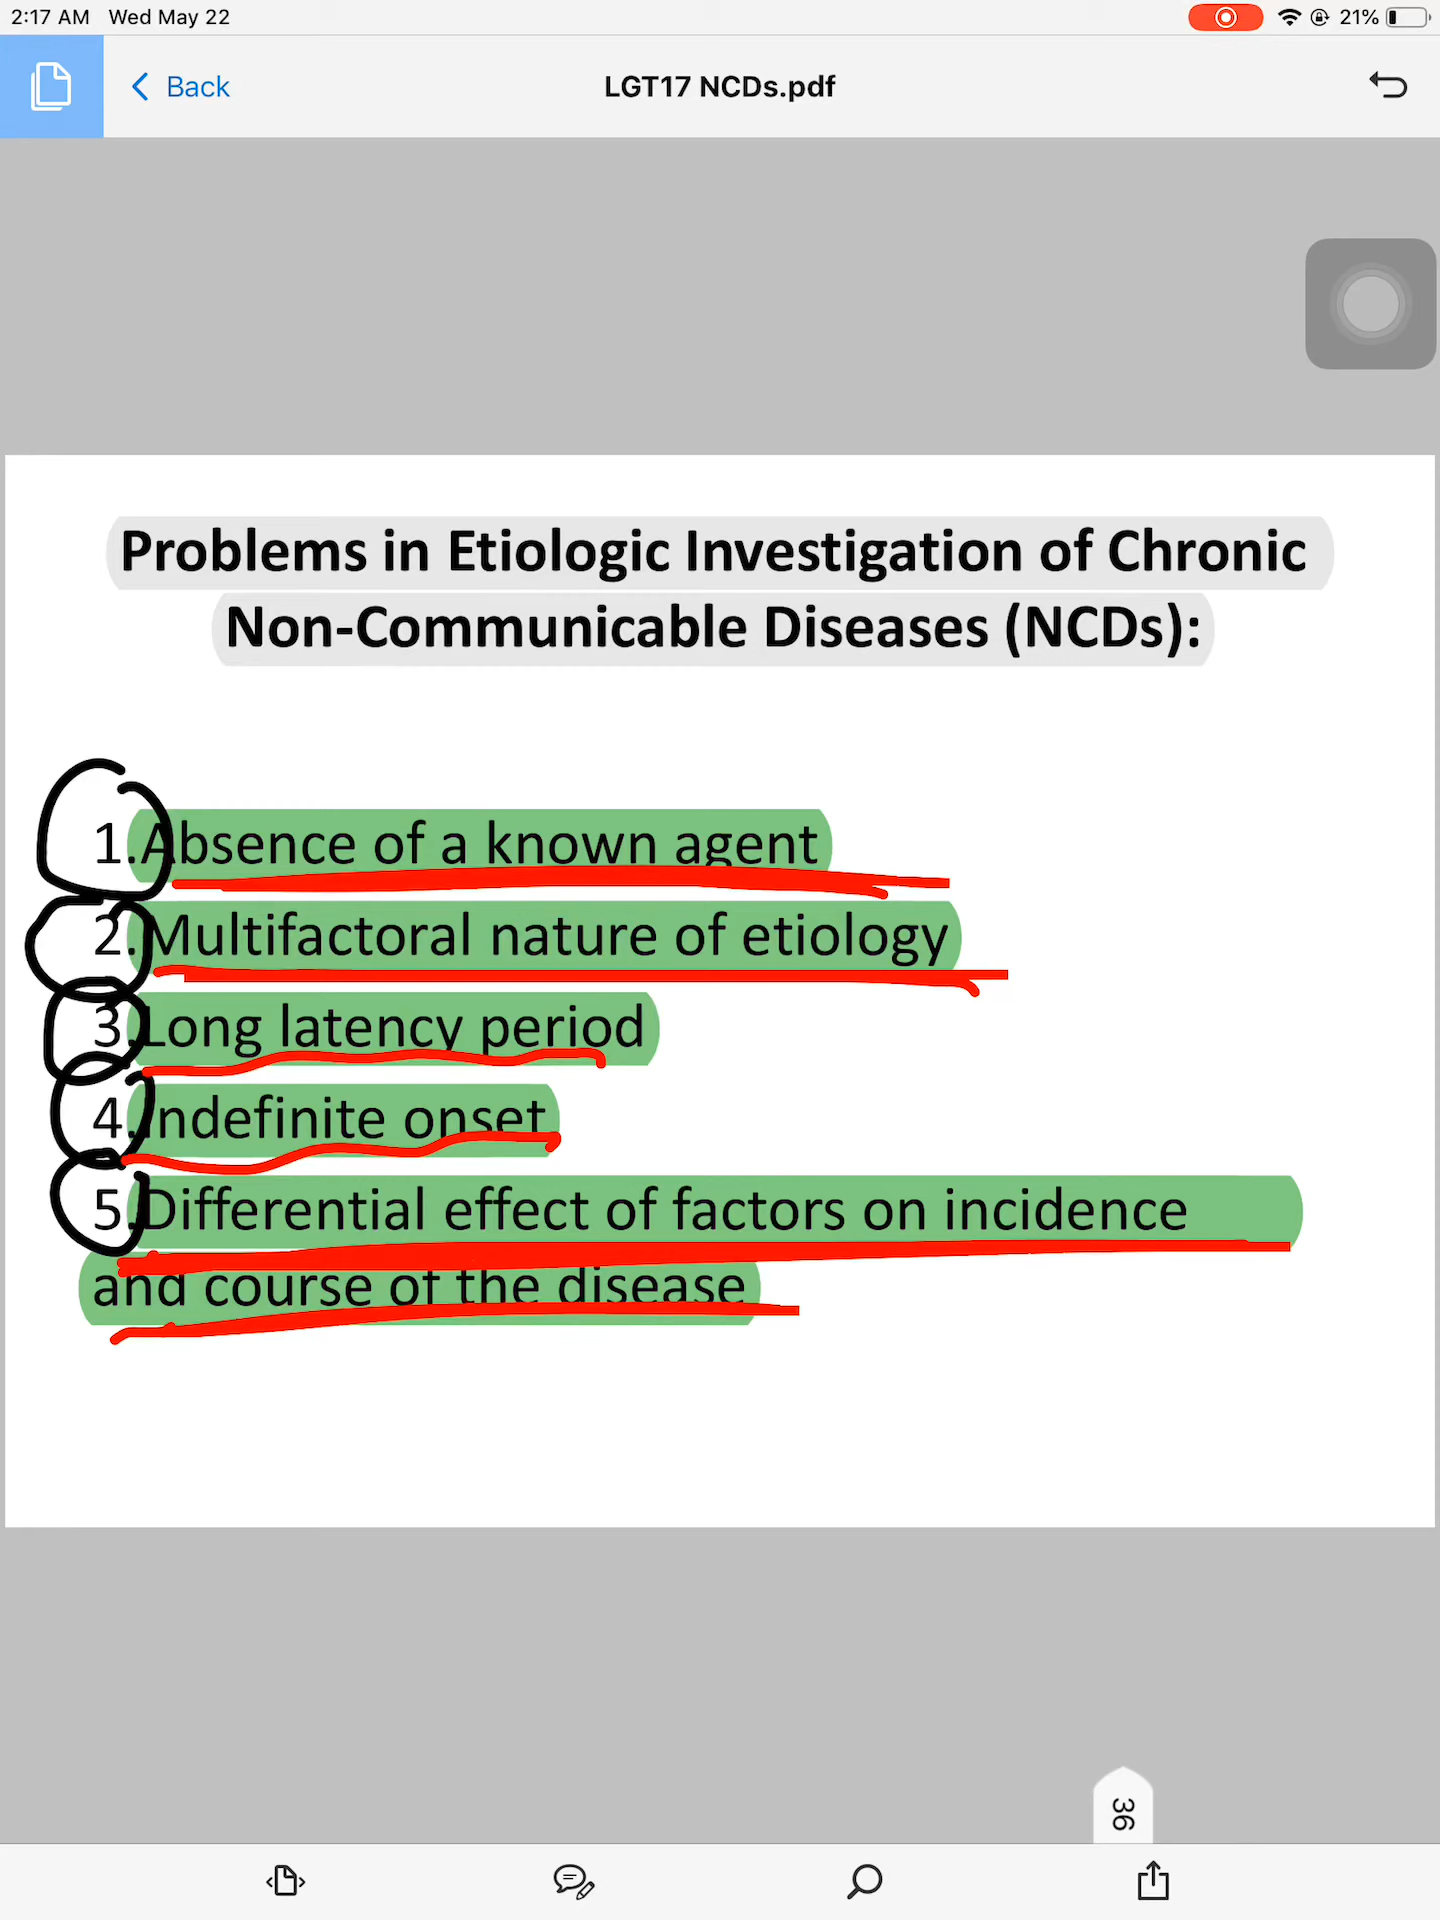 2:17 AM Wed May 22 21%
Back LGT17 NCDs.pdf
Problems in Etiologic Investigation of Chronic
Non-Communicable Diseases (NCDs):
1.Absence of a known agent
2.Multifactoral nature of etiology
3.Long latency period
4.Indefinite onset
5.Differential effect of factors on incidence
and course of the disease
36